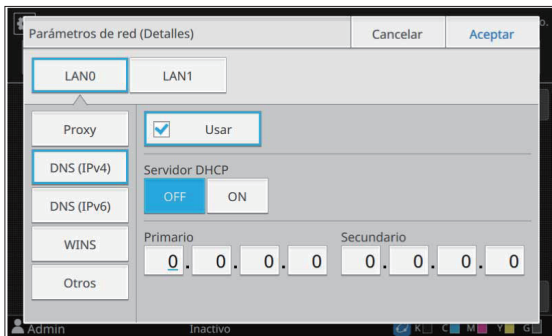 Parámetros de red (Detalles) Cancelar Aceptar
LAN0 LAN1
Proxy
DNS (IPv4)
DNS (IPv6)
WINS
Otros
Usar
Servidor DHCP
OFF ON
Primario Secundario
0. 0. 0. 0 0. 0. 0. 0
Admin Inactivo K C M Y G